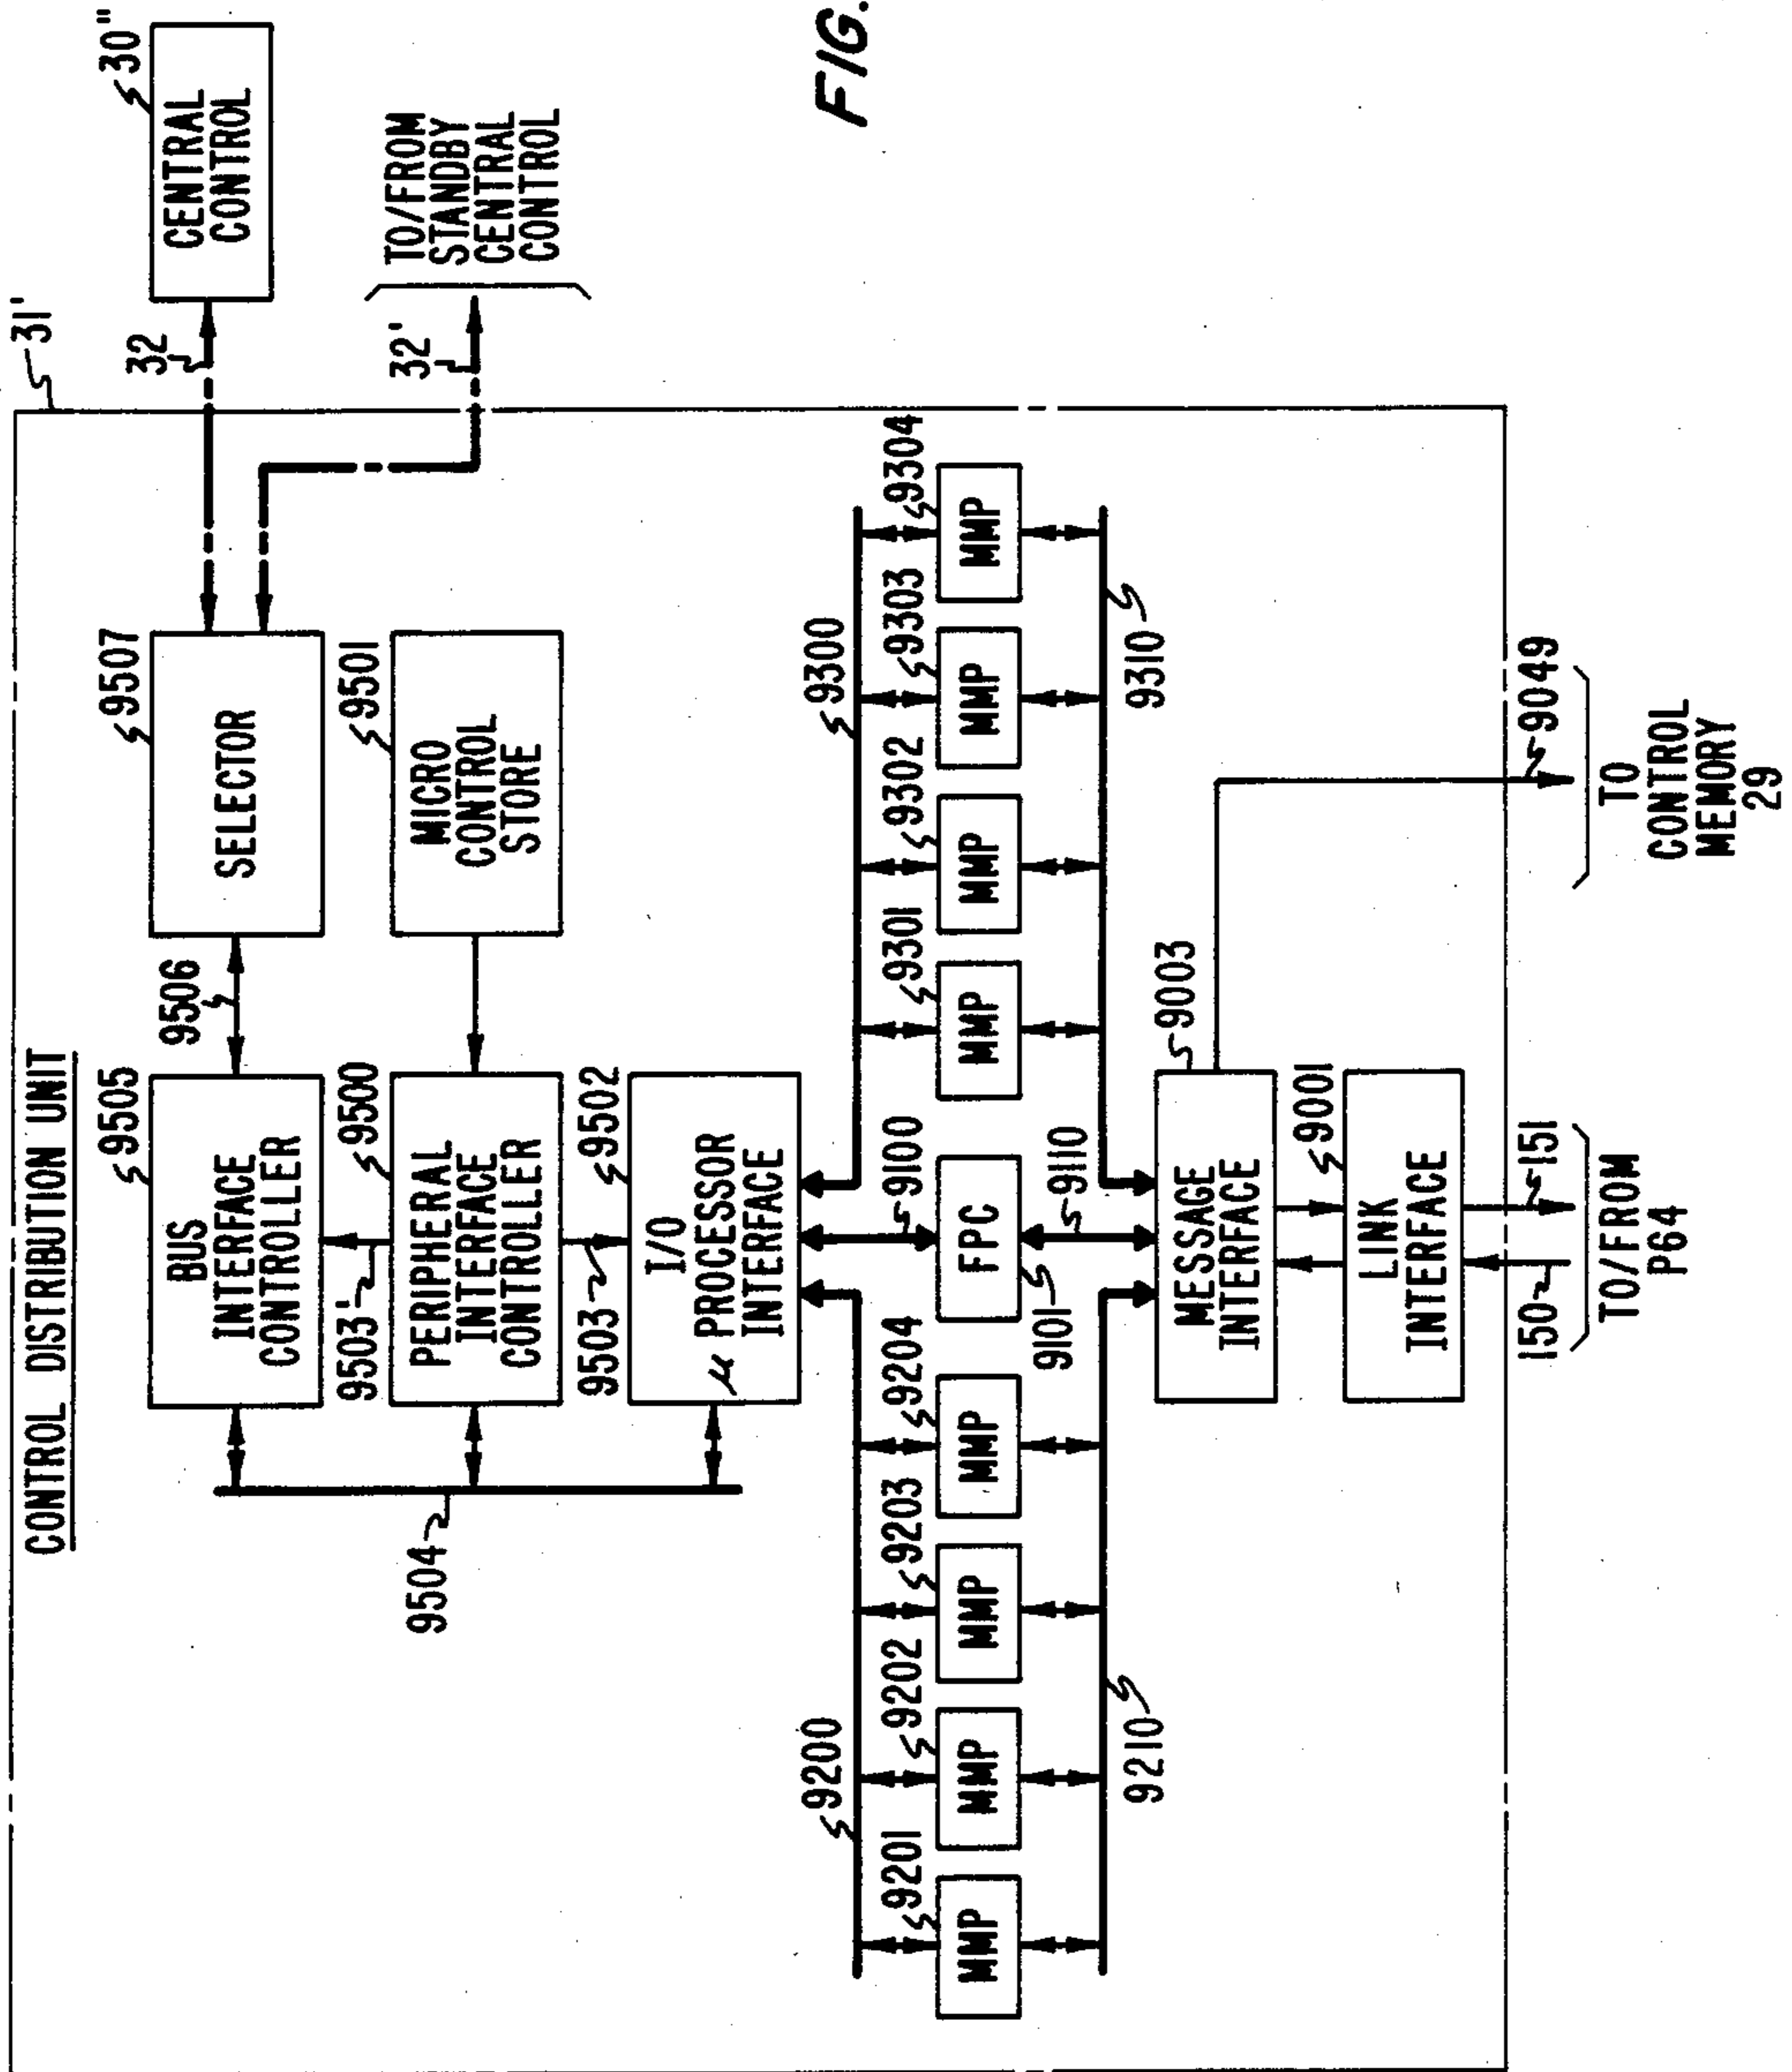 CONTROL DISTRIBUTION UNIT
31'
9505
BUS
INTERFACE
CONTROLLER
9506
9507
SELECTOR
32
30"
CENTRAL
CONTROL
9504
9503'
9500
PERIPHERAL
INTERFACE
CONTROLLER
9501
MICRO
CONTROL
STORE
32'
TO/FROM
STANDBY
CENTRAL
CONTROL
9503
9502
I/O
μ PROCESSOR
INTERFACE
9200
9300
9201
MMP
9202
MMP
9203
MMP
9204
MMP
9100
FPC
9101
9301
MMP
9302
MMP
9303
MMP
9304
MMP
9210
9110
9310
MESSAGE
INTERFACE
9003
LINK
INTERFACE
9001
150
151
TO/FROM
P64
9049
TO
CONTROL
MEMORY
29
FIG.